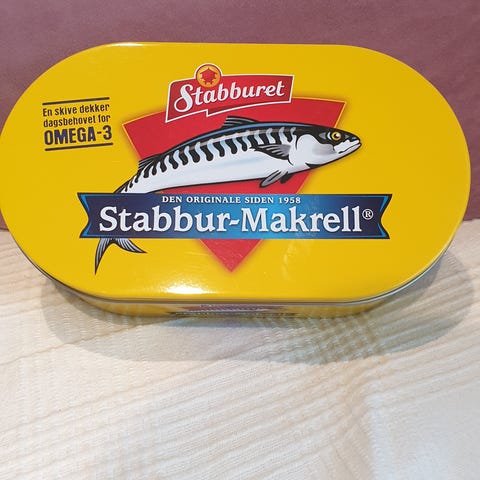 Stabburet
En skive dekker
dagsbehovet for
OMEGA-3
DEN ORIGINALE SIDEN 1958
Stabbur-Makrell®